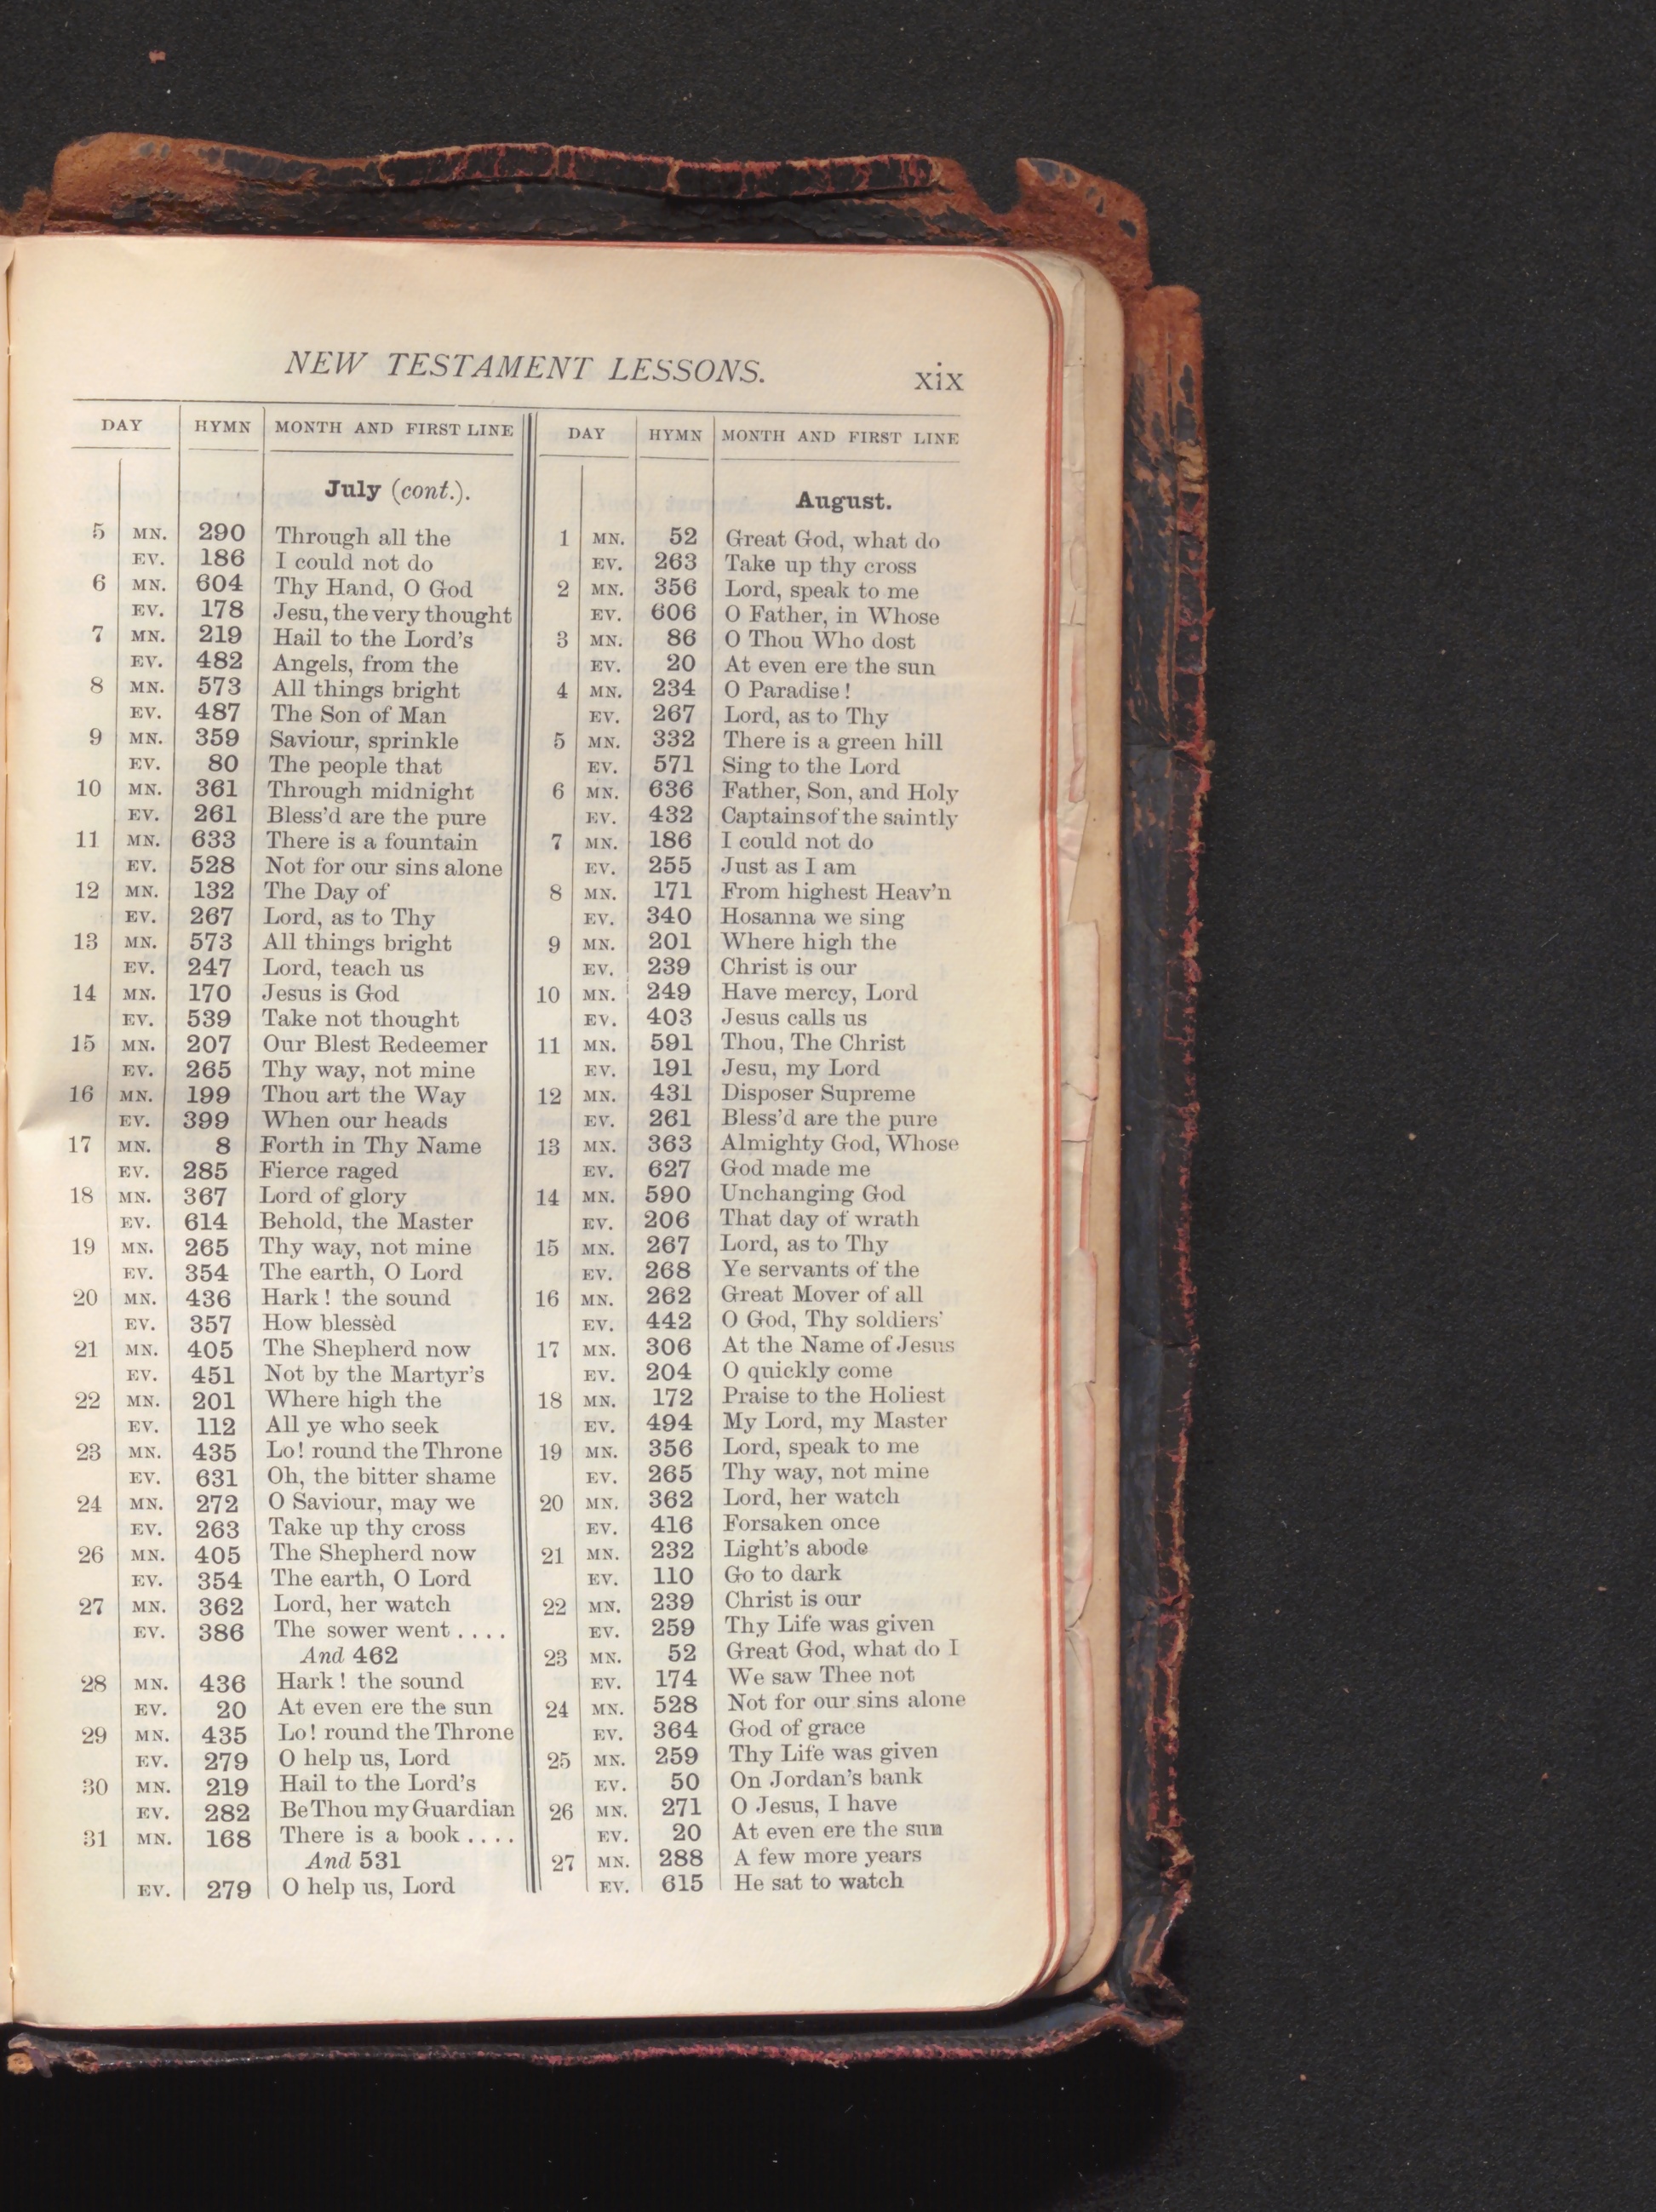 NEW TESTAMENT LESSONS. xix
DAY HYMN MONTH AND FIRST LINE
July (cont.).
5 MN. 290 Through all the
EV. 186 I could not do
6 MN. 604 Thy Hand, O God
EV. 178 Jesu, the very thought
7 MN. 219 Hail to the Lord's
EV. 482 Angels, from the
8 MN. 573 All things bright
EV. 487 The Son of Man
9 MN. 359 Saviour, sprinkle
EV. 80 The people that
10 MN. 361 Through midnight
EV. 261 Bless'd are the pure
11 MN. 633 There is a fountain
EV. 528 Not for our sins alone
12 MN. 132 The Day of
EV. 267 Lord, as to Thy
13 MN. 573 All things bright
EV. 247 Lord, teach us
14 MN. 170 Jesus is God
EV. 539 Take not thought
15 MN. 207 Our Blest Redeemer
EV. 265 Thy way, not mine
16 MN. 199 Thou art the Way
EV. 399 When our heads
17 MN. 8 Forth in Thy Name
EV. 285 Fierce raged
18 MN. 367 Lord of glory
EV. 614 Behold, the Master
19 MN. 265 Thy way, not mine
EV. 354 The earth, O Lord
20 MN. 436 Hark! the sound
EV. 357 How blessèd
21 MN. 405 The Shepherd now
EV. 451 Not by the Martyr's
22 MN. 201 Where high the
EV. 112 All ye who seek
23 MN. 435 Lo! round the Throne
EV. 631 Oh, the bitter shame
24 MN. 272 O Saviour, may we
EV. 263 Take up thy cross
26 MN. 405 The Shepherd now
EV. 354 The earth, O Lord
27 MN. 362 Lord, her watch
EV. 386 The sower went ....
And 462
28 MN. 436 Hark! the sound
EV. 20 At even ere the sun
29 MN. 435 Lo! round the Throne
EV. 279 O help us, Lord
30 MN. 219 Hail to the Lord's
EV. 282 Be Thou my Guardian
31 MN. 168 There is a book ....
And 531
EV. 279 O help us, Lord
DAY HYMN MONTH AND FIRST LINE
August.
1 MN. 52 Great God, what do
EV. 263 Take up thy cross
2 MN. 356 Lord, speak to me
EV. 606 O Father, in Whose
3 MN. 86 O Thou Who dost
EV. 20 At even ere the sun
4 MN. 234 O Paradise!
EV. 267 Lord, as to Thy
5 MN. 332 There is a green hill
EV. 571 Sing to the Lord
6 MN. 636 Father, Son, and Holy
EV. 432 Captains of the saintly
7 MN. 186 I could not do
EV. 255 Just as I am
8 MN. 171 From highest Heav'n
EV. 340 Hosanna we sing
9 MN. 201 Where high the
EV. 239 Christ is our
10 MN. 249 Have mercy, Lord
EV. 403 Jesus calls us
11 MN. 591 Thou, The Christ
EV. 191 Jesu, my Lord
12 MN. 431 Disposer Supreme
EV. 261 Bless'd are the pure
13 MN. 363 Almighty God, Whose
EV. 627 God made me
14 MN. 590 Unchanging God
EV. 206 That day of wrath
15 MN. 267 Lord, as to Thy
EV. 268 Ye servants of the
16 MN. 262 Great Mover of all
EV. 442 O God, Thy soldiers'
17 MN. 306 At the Name of Jesus
EV. 204 O quickly come
18 MN. 172 Praise to the Holiest
EV. 494 My Lord, my Master
19 MN. 356 Lord, speak to me
EV. 265 Thy way, not mine
20 MN. 362 Lord, her watch
EV. 416 Forsaken once
21 MN. 232 Light's abode
EV. 110 Go to dark
22 MN. 239 Christ is our
EV. 259 Thy Life was given
23 MN. 52 Great God, what do I
EV. 174 We saw Thee not
24 MN. 528 Not for our sins alone
EV. 364 God of grace
25 MN. 259 Thy Life was given
EV. 50 On Jordan's bank
26 MN. 271 O Jesus, I have
EV. 20 At even ere the sun
27 MN. 288 A few more years
EV. 615 He sat to watch